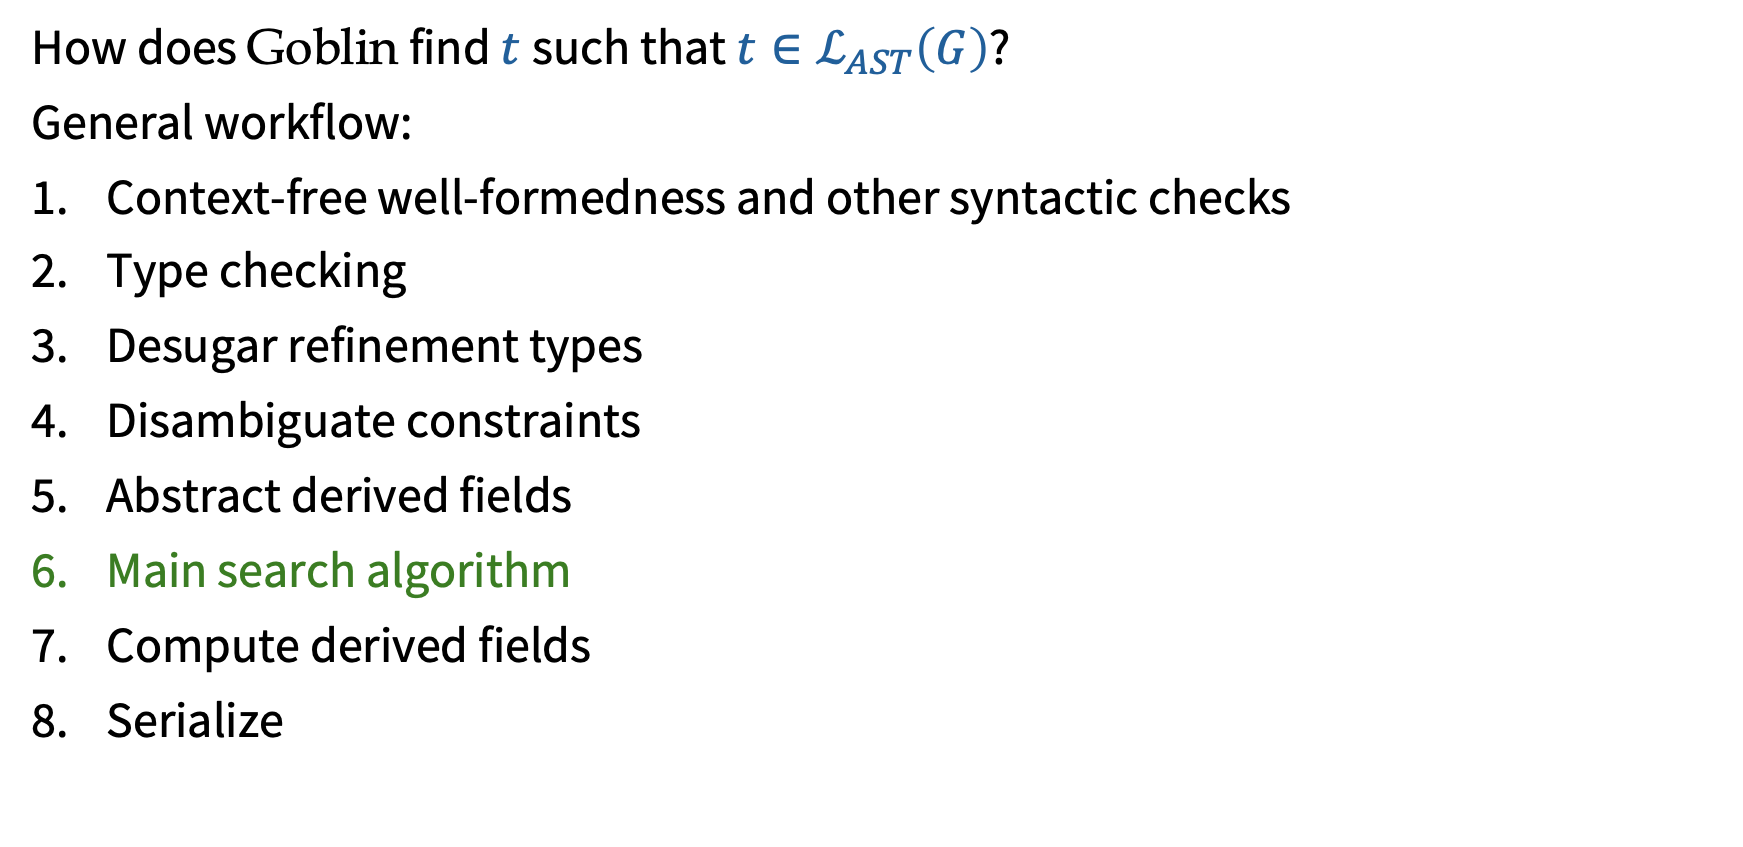 How does Goblin find t such that t ∈ ℒ_AST(G)?
General workflow:
1. Context-free well-formedness and other syntactic checks
2. Type checking
3. Desugar refinement types
4. Disambiguate constraints
5. Abstract derived fields
6. Main search algorithm
7. Compute derived fields
8. Serialize